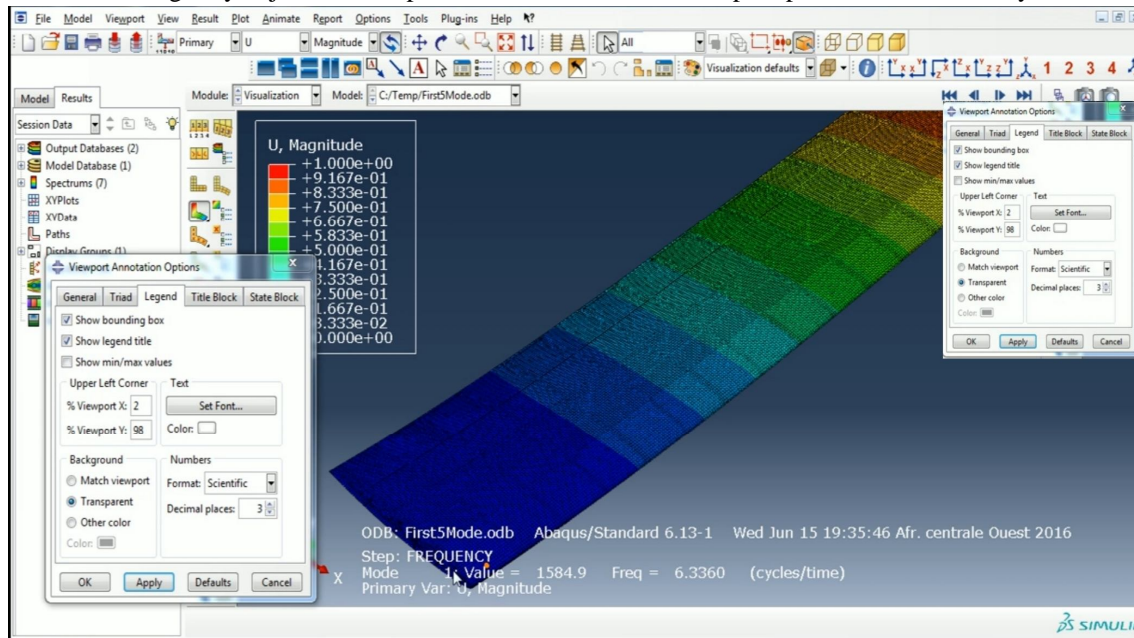 File Model Viewport View Result Plot Animate Report Options Tools Plug-ins Help
Primary U Magnitude All
Visualization defaults 1 2 3 4
Model Results Module: Visualization Model: C:/Temp/First5Mode.odb
Session Data
Output Databases (2)
Model Database (1)
Spectrums (7)
XYPlots
XYData
Paths
Display Groups (1)
U, Magnitude
+1.000e+00
+9.167e-01
+8.333e-01
+7.500e-01
+6.667e-01
+5.833e-01
+5.000e-01
4.167e-01
3.333e-01
2.500e-01
1.667e-01
8.333e-02
0.000e+00
Viewport Annotation Options
General Triad Legend Title Block State Block
Show bounding box
Show legend title
Show min/max values
Upper Left Corner Text
% Viewport X: 2 Set Font...
% Viewport Y: 98 Color:
Background Numbers
Match viewport Format: Scientific
Transparent Decimal places: 3
Other color
Color:
OK Apply Defaults Cancel
Viewport Annotation Options
General Triad Legend Title Block State Block
Show bounding box
Show legend title
Show min/max values
Upper Left Corner Text
% Viewport X: 2 Set Font...
% Viewport Y: 98 Color:
Background Numbers
Match viewport Format: Scientific
Transparent Decimal places: 3
Other color
Color:
OK Apply Defaults Cancel
X
ODB: First5Mode.odb Abaqus/Standard 6.13-1 Wed Jun 15 19:35:46 Afr. centrale Ouest 2016
Step: FREQUENCY
Mode 1: Value = 1584.9 Freq = 6.3360 (cycles/time)
Primary Var: U, Magnitude
SIMULI